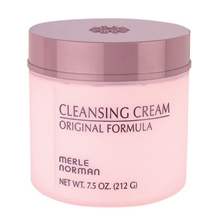 CLEANSING CREAM
ORIGINAL FORMULA
MERLE
NORMAN
NET WT. 7.5 OZ. (212 G)